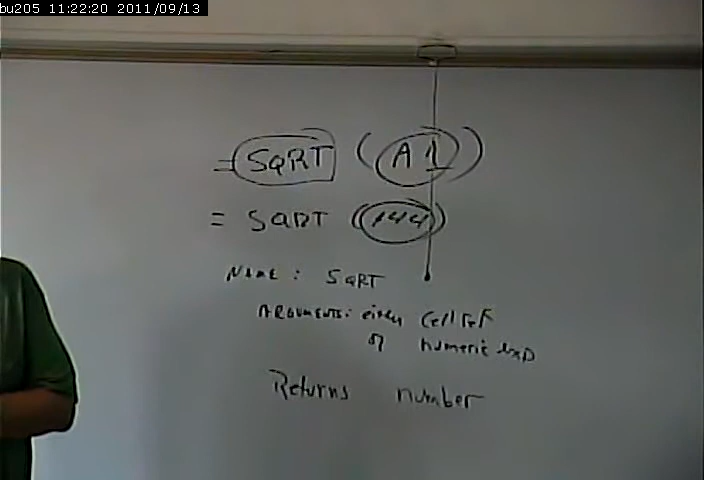 bu205 11:22:20 2011/09/13
=SQRT (A1)
= SQRT (144)
NAME: SQRT
ARGUMENTS: either Cell ref
or numeric exp
Returns number